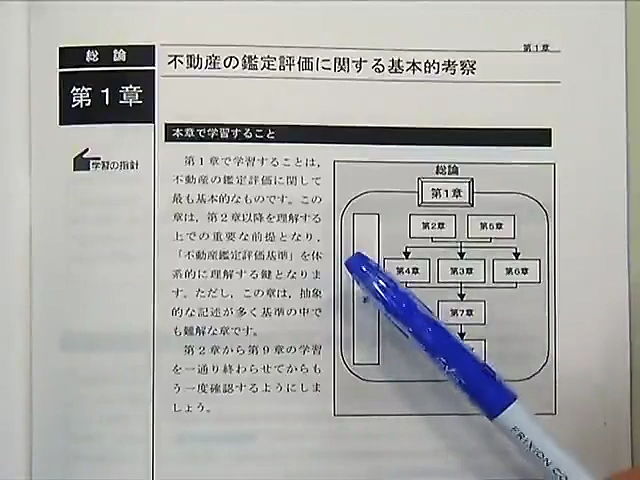 第1章
総論
第1章
不動産の鑑定評価に関する基本的考察
学習の指針
本章で学習すること
第1章で学習することは,
不動産の鑑定評価に関して
最も基本的なものです。この
章は,第2章以降を理解する
上での重要な前提となり,
「不動産鑑定評価基準」を体
系的に理解する鍵となりま
す。ただし,この章は,抽象
的な記述が多く基準の中で
も難解な章です。
第2章から第9章の学習
を一通り終わらせてからも
う一度確認するようにしま
しょう。
総論
第1章
第2章 第5章
第4章 第3章 第6章
第7章
FRIXION CO